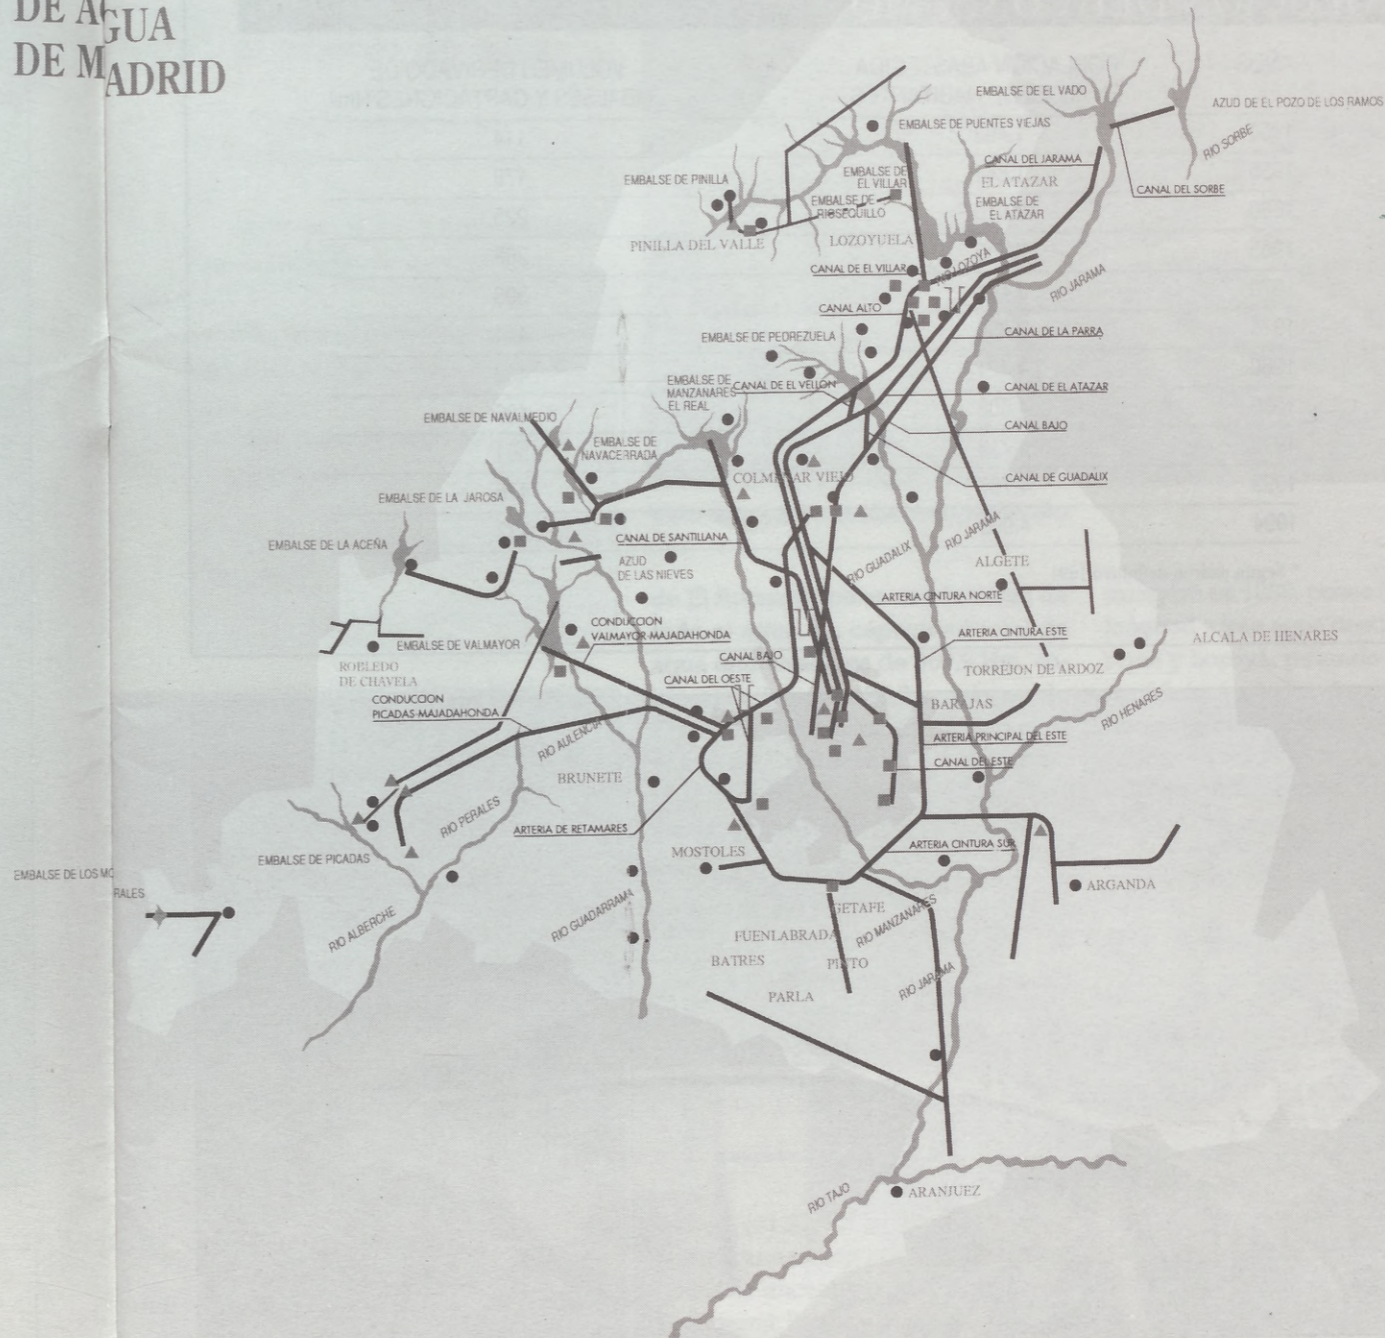 DE AGUA
DE MADRID
EMBALSE DE EL VADO
AZUD DE EL POZO DE LOS RAMOS
EMBALSE DE PUENTES VIEJAS
RIO SORBE
CANAL DEL JARAMA
EMBALSE DE
EL VILLAR
EL ATAZAR
CANAL DEL SORBE
EMBALSE DE PINILLA
EMBALSE DE
RIOSEQUILLO
EMBALSE DE
EL ATAZAR
PINILLA DEL VALLE
LOZOYUELA
CANAL DE EL VILLAR
RIO LOZOYA
RIO JARAMA
CANAL ALTO
CANAL DE LA PARRA
EMBALSE DE PEDREZUELA
EMBALSE DE
MANZANARES
EL REAL
CANAL DE EL VELLON
CANAL DE EL ATAZAR
EMBALSE DE NAVALMEDIO
CANAL BAJO
EMBALSE DE
NAVACERRADA
COLMENAR VIEJO
CANAL DE GUADALIX
EMBALSE DE LA JAROSA
EMBALSE DE LA ACEÑA
CANAL DE SANTILLANA
RIO JARAMA
AZUD
DE LAS NIEVES
RIO GUADALIX
ALGETE
ARTERIA CINTURA NORTE
CONDUCCION
VALMAYOR-MAJADAHONDA
ARTERIA CINTURA ESTE
ALCALA DE HENARES
EMBALSE DE VALMAYOR
CANAL BAJO
ROBLEDO
DE CHAVELA
TORREJON DE ARDOZ
CANAL DEL OESTE
CONDUCCION
PICADAS-MAJADAHONDA
BARAJAS
RIO HENARES
RIO AULENCIA
ARTERIA PRINCIPAL DEL ESTE
CANAL DEL ESTE
BRUNETE
RIO PERALES
ARTERIA DE RETAMARES
ARTERIA CINTURA SUR
MOSTOLES
EMBALSE DE PICADAS
EMBALSE DE LOS MORALES
ARGANDA
GETAFE
RIO MANZANARES
RIO ALBERCHE
RIO GUADARRAMA
FUENLABRADA
BATRES
PINTO
RIO JARAMA
PARLA
RIO TAJO
ARANJUEZ